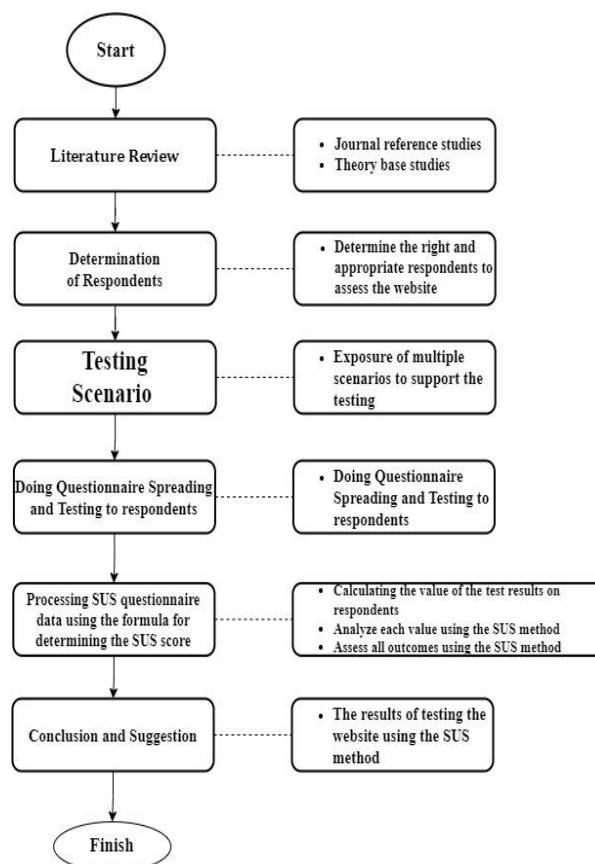 Start
Literature Review
• Journal reference studies
• Theory base studies
Determination
of Respondents
• Determine the right and
appropriate respondents to
assess the website
Testing
Scenario
• Exposure of multiple
scenarios to support the
testing
Doing Questionnaire Spreading
and Testing to respondents
• Doing Questionnaire
Spreading and Testing to
respondents
Processing SUS questionnaire
data using the formula for
determining the SUS score
• Calculating the value of the test results on
respondents
• Analyze each value using the SUS method
• Assess all outcomes using the SUS method
Conclusion and Suggestion
• The results of testing the
website using the SUS
method
Finish